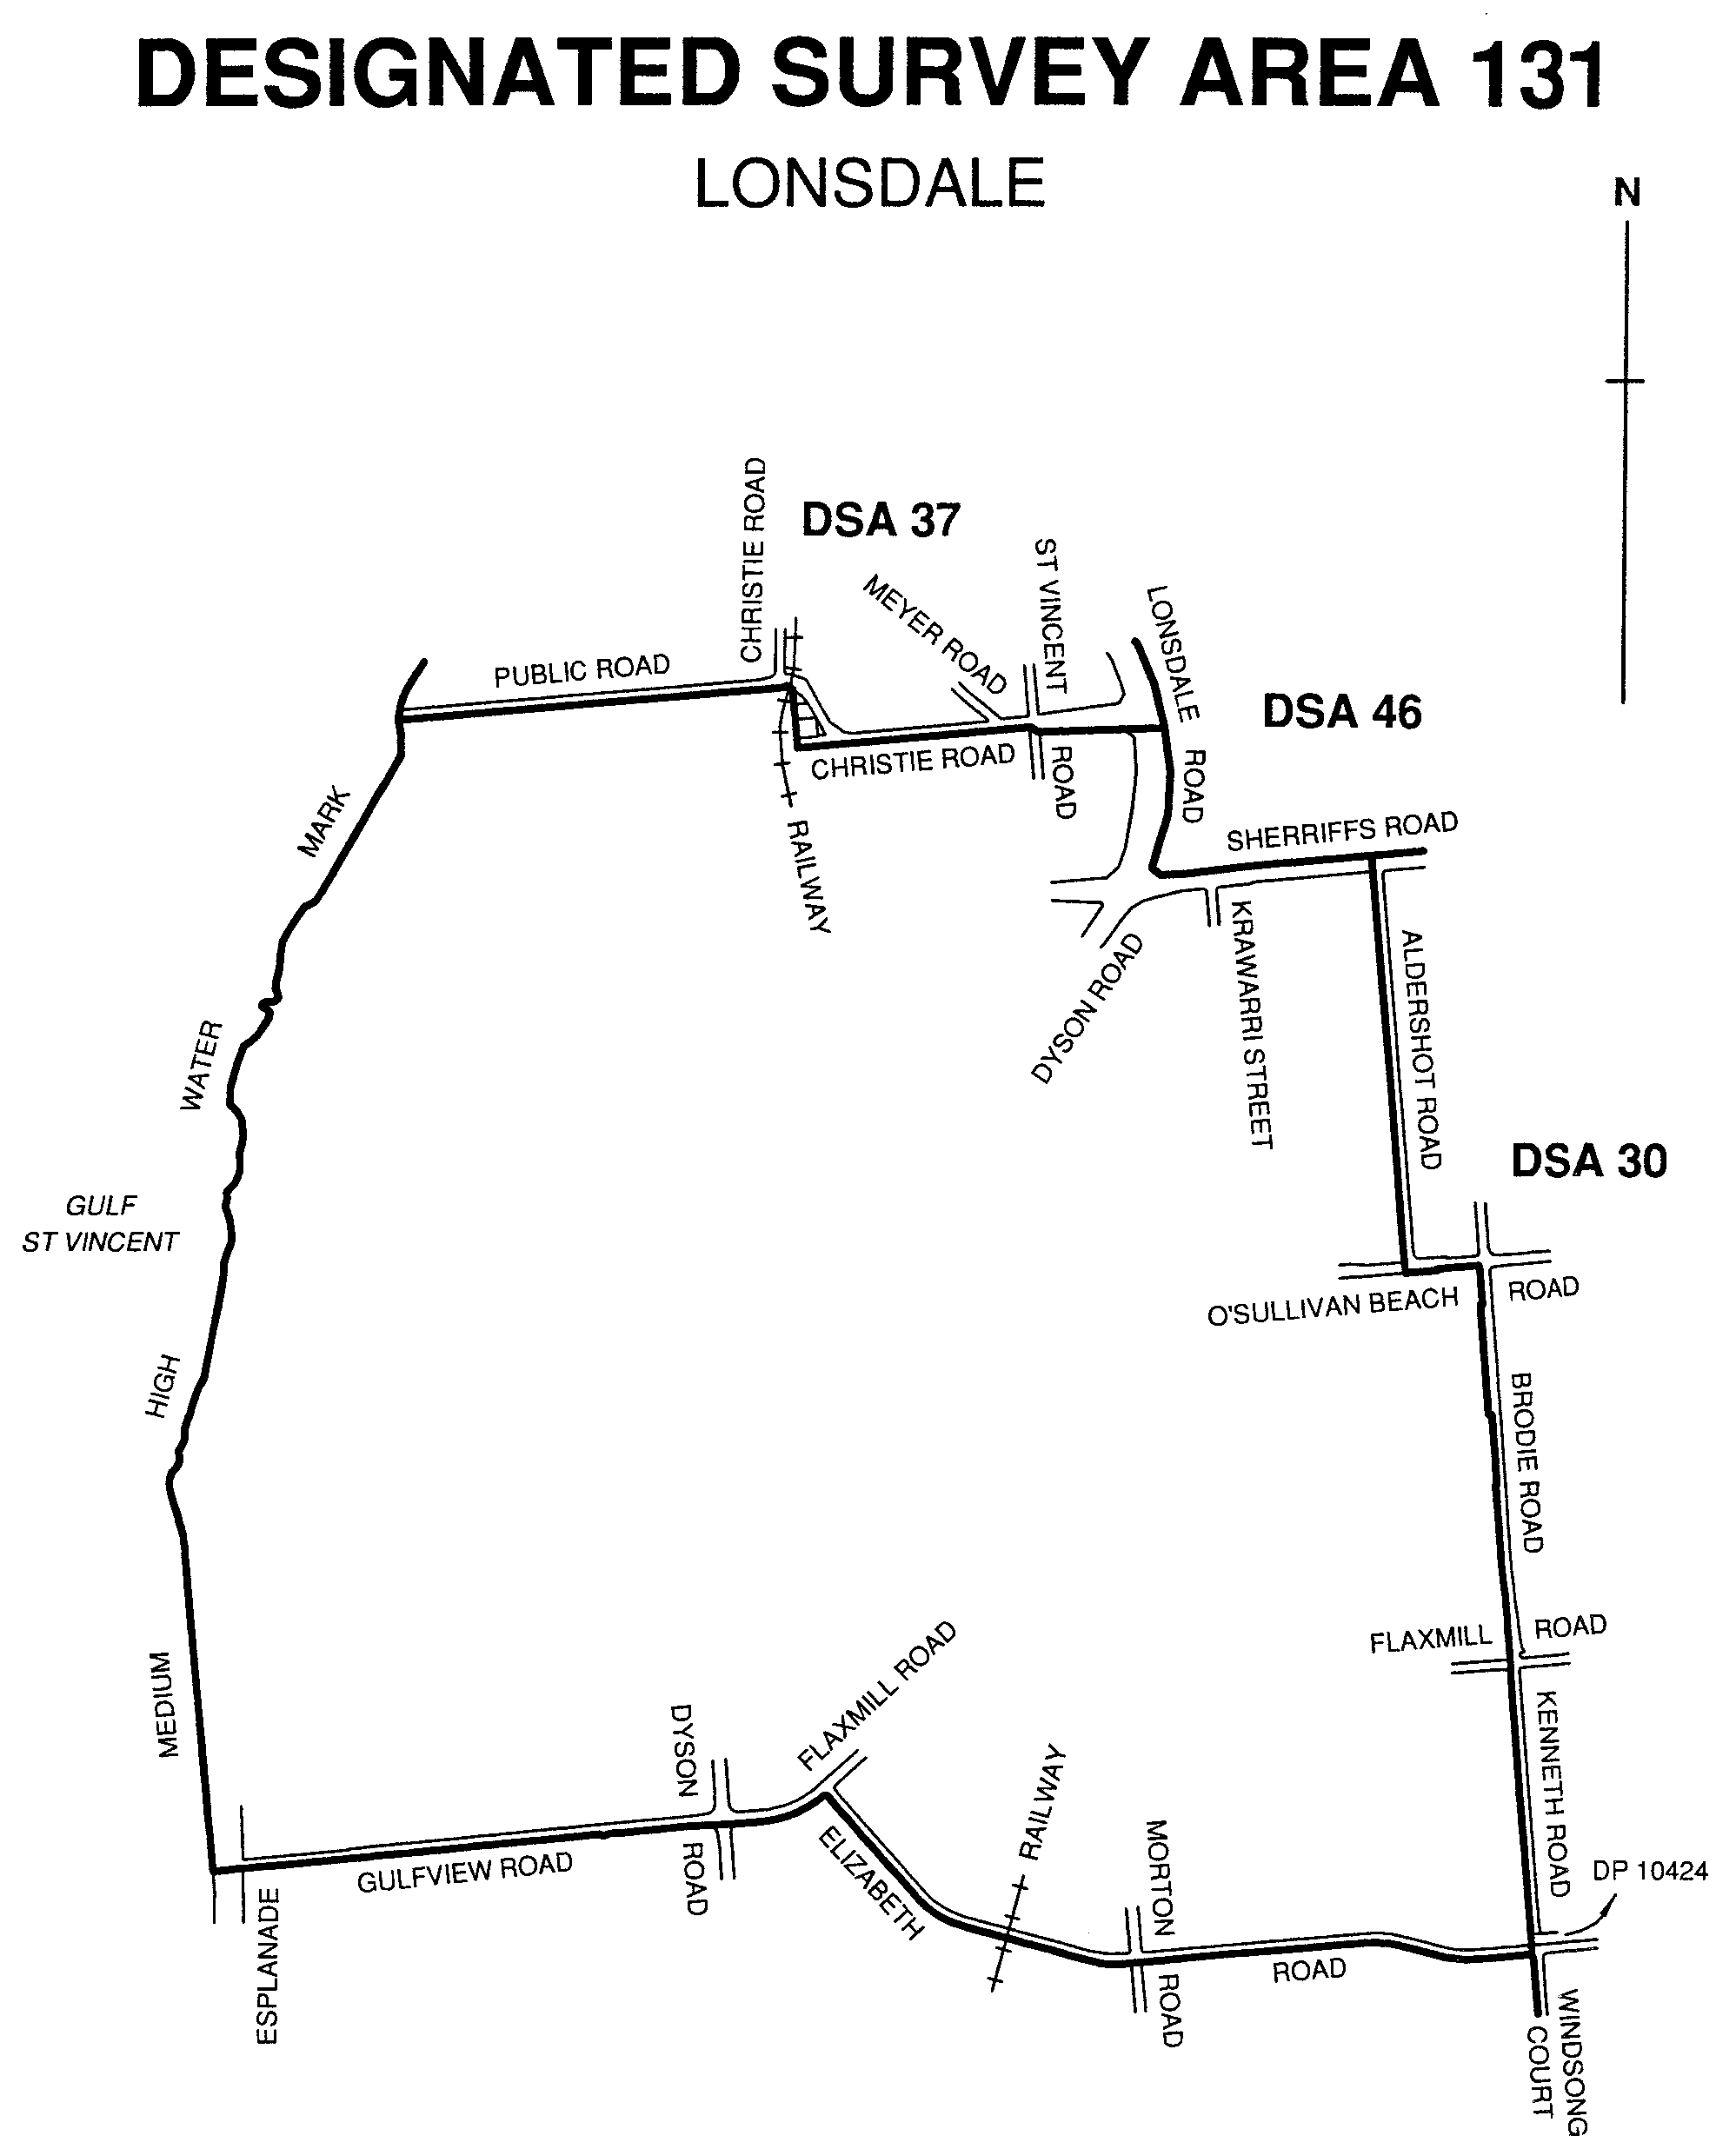 DESIGNATED SURVEY AREA 131
LONSDALE
N
CHRISTIE ROAD
DSA 37
MEYER ROAD
ST VINCENT
ROAD
LONSDALE
ROAD
DSA 46
PUBLIC ROAD
CHRISTIE ROAD
RAILWAY
SHERRIFFS ROAD
DYSON ROAD
KRAWARRI STREET
ALDERSHOT ROAD
DSA 30
O'SULLIVAN BEACH
ROAD
BRODIE ROAD
FLAXMILL
ROAD
KENNETH ROAD
DP 10424
WINDSONG
COURT
GULF
ST VINCENT
MEDIUM
HIGH
WATER
MARK
ESPLANADE
GULFVIEW ROAD
DYSON
ROAD
FLAXMILL ROAD
ELIZABETH
RAILWAY
MORTON
ROAD
ROAD